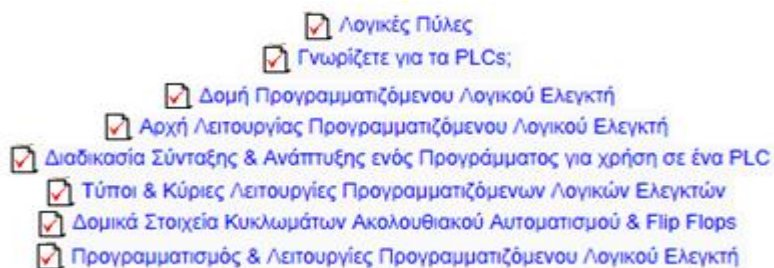 Λογικές Πύλες
Γνωρίζετε για τα PLCs;
Δομή Προγραμματιζόμενου Λογικού Ελεγκτή
Αρχή Λειτουργίας Προγραμματιζόμενου Λογικού Ελεγκτή
Διαδικασία Σύνταξης & Ανάπτυξης ενός Προγράμματος για χρήση σε ένα PLC
Τύποι & Κύριες Λειτουργίες Προγραμματιζόμενων Λογικών Ελεγκτών
Δομικά Στοιχεία Κυκλωμάτων Ακολουθιακού Αυτοματισμού & Flip Flops
Προγραμματισμός & Λειτουργίες Προγραμματιζόμενου Λογικού Ελεγκτή